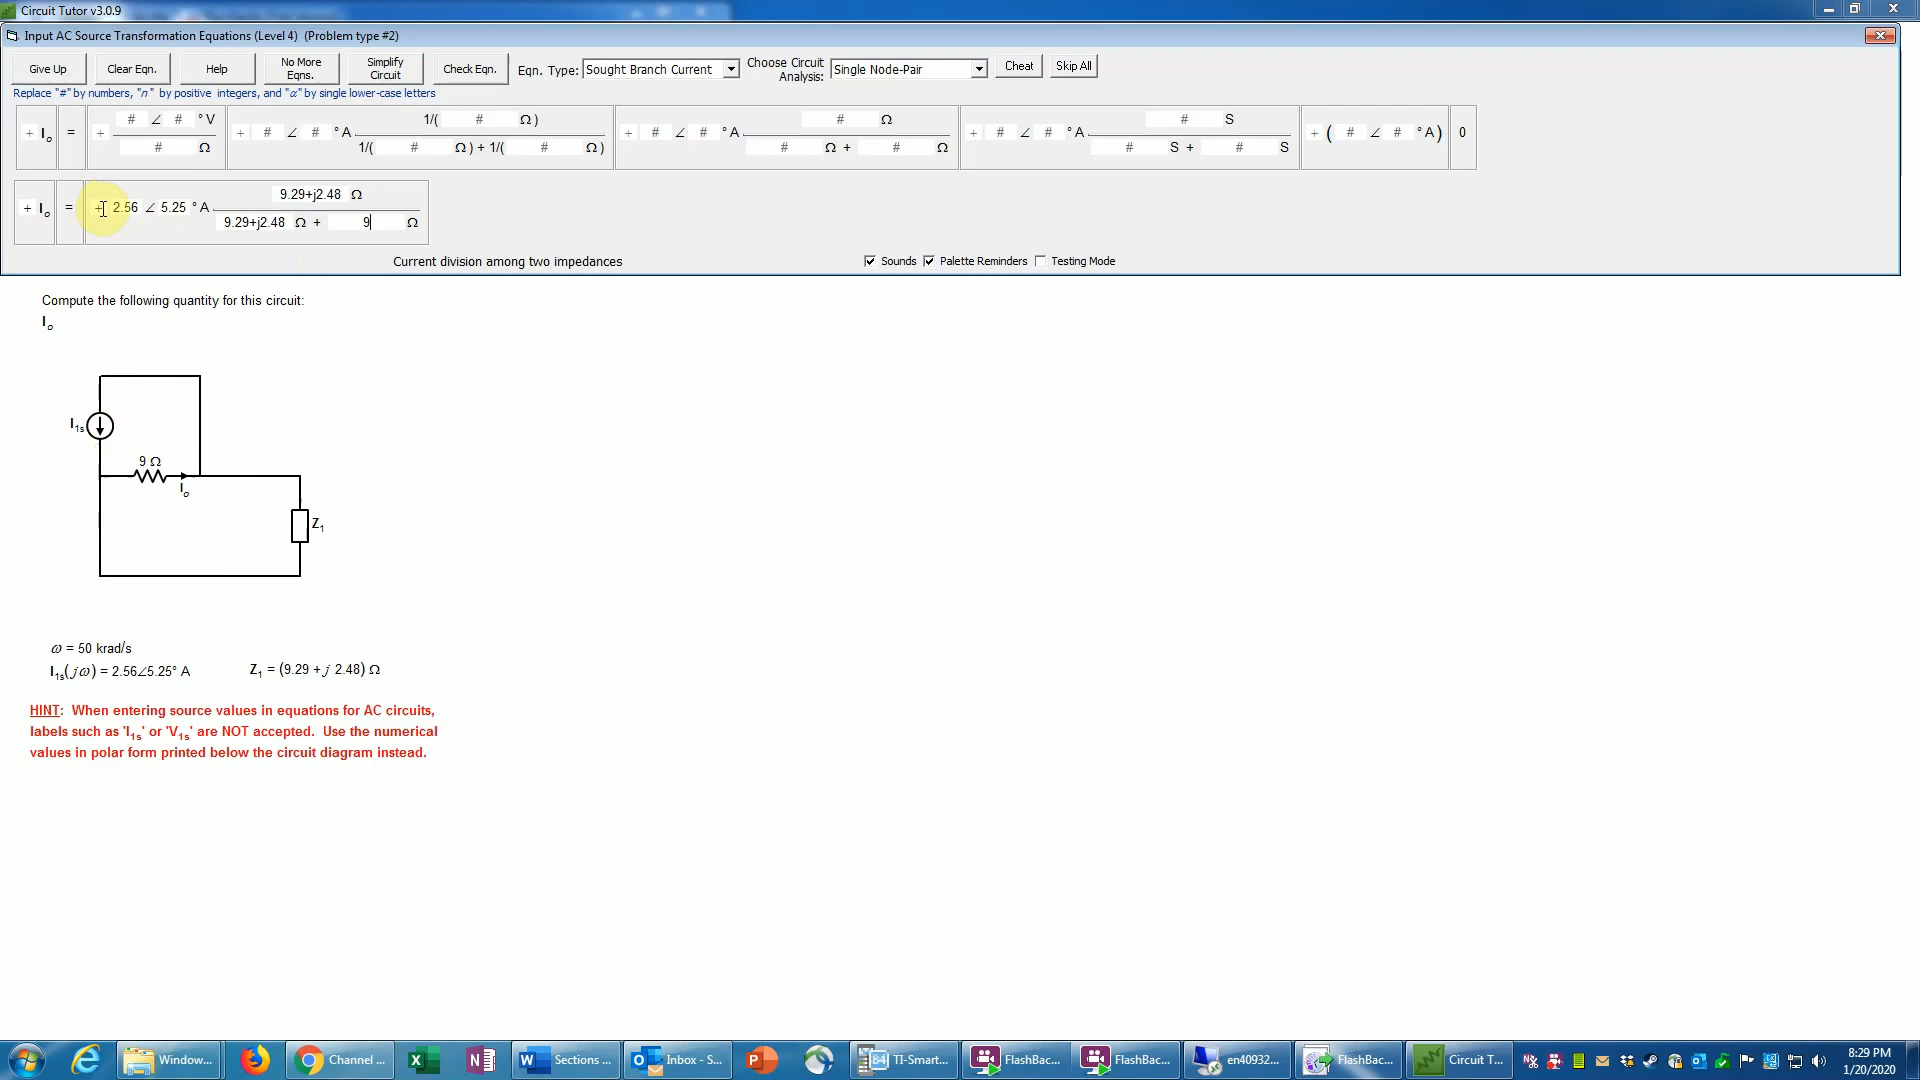 Circuit Tutor v3.0.9
Input AC Source Transformation Equations (Level 4) (Problem type #2)
Give Up
Clear Eqn.
Help
No More Eqns.
Simplify Circuit
Check Eqn.
Eqn. Type: Sought Branch Current
Choose Circuit Analysis: Single Node-Pair
Cheat
Skip All
Replace "#" by numbers, "n" by positive integers, and "α" by single lower-case letters
+ Io = + # ∠ # ° V
# Ω
+ # ∠ # ° A 1/( # Ω )
1/( # Ω ) + 1/( # Ω )
+ # ∠ # ° A # Ω
# Ω + # Ω
+ # ∠ # ° A # S
# S + # S
+ ( # ∠ # ° A )
0
+ Io = + 2.56 ∠ 5.25 ° A 9.29+j2.48 Ω
9.29+j2.48 Ω + 9 Ω
Current division among two impedances
Sounds
Palette Reminders
Testing Mode
Compute the following quantity for this circuit:
Io
I1s
9 Ω
Io
Z1
ω = 50 krad/s
I1s(jω) = 2.56∠5.25° A
Z1 = (9.29 + j 2.48) Ω
HINT: When entering source values in equations for AC circuits,
labels such as 'I1s' or 'V1s' are NOT accepted. Use the numerical
values in polar form printed below the circuit diagram instead.
Window...
Channel ...
Sections ...
Inbox - S...
TI-Smart...
FlashBac...
FlashBac...
en40932...
FlashBac...
Circuit T...
8:29 PM
1/20/2020